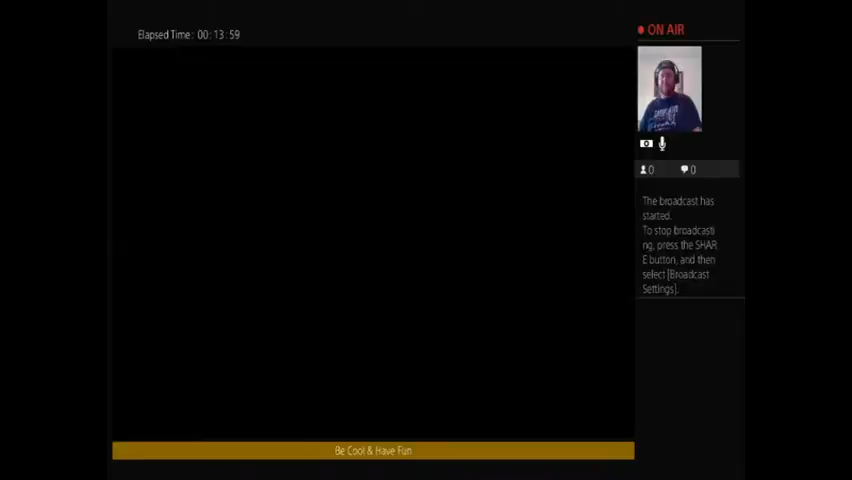 Elapsed Time: 00:13:59
ON AIR
0 0
The broadcast has
started.
To stop broadcasti
ng, press the SHAR
E button, and then
select [Broadcast
Settings].
Be Cool & Have Fun